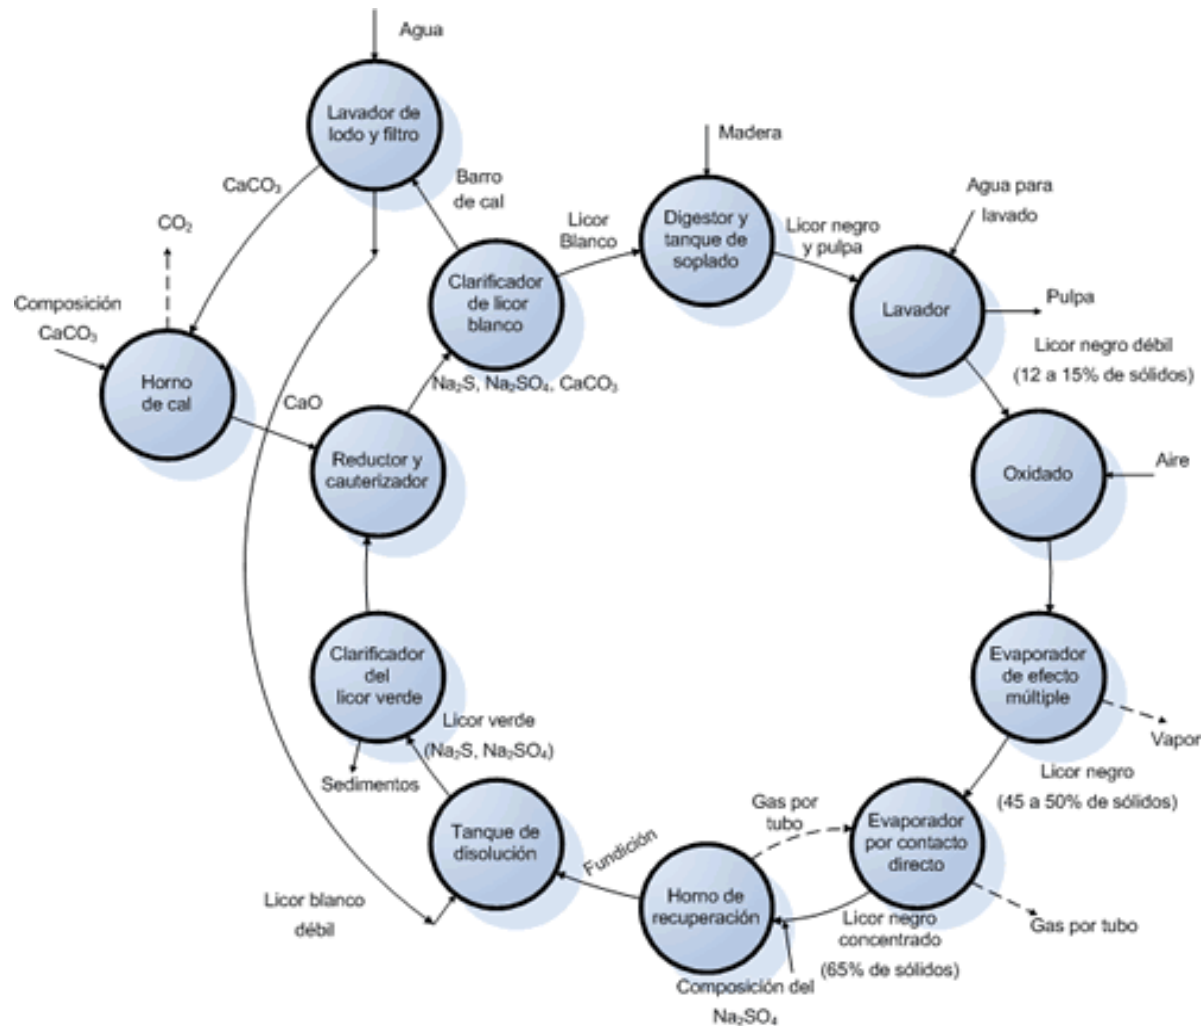 Agua
Lavador de
lodo y filtro
CaCO₃
Barro
de cal
CO₂
Composición
CaCO₃
Horno
de cal
CaO
Clarificador
de licor
blanco
Licor
Blanco
Madera
Digestor y
tanque de
soplado
Licor negro
y pulpa
Agua para
lavado
Lavador
Pulpa
Licor negro débil
(12 a 15% de sólidos)
Na₂S, Na₂SO₄, CaCO₃
Reductor y
cauterizador
Oxidado
Aire
Clarificador
del
licor verde
Licor verde
(Na₂S, Na₂SO₄)
Sedimentos
Evaporador
de efecto
múltiple
Vapor
Licor negro
(45 a 50% de sólidos)
Gas por
tubo
Evaporador
por contacto
directo
Tanque de
disolución
Fundición
Horno de
recuperación
Licor blanco
débil
Licor negro
concentrado
(65% de sólidos)
Gas por tubo
Composición del
Na₂SO₄